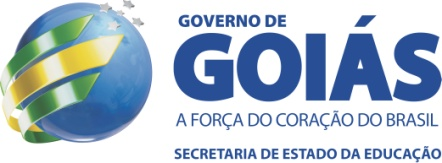 GOVERNO DE
GOIÁS
A FORÇA DO CORAÇÃO DO BRASIL
SECRETARIA DE ESTADO DA EDUCAÇÃO